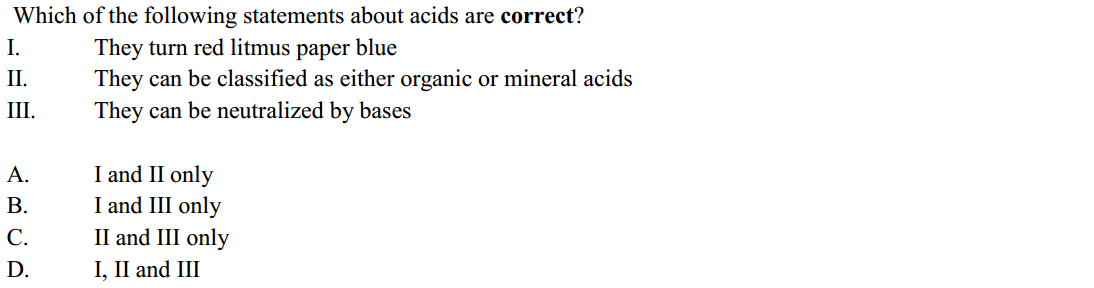 Which of the following statements about acids are correct?
I. They turn red litmus paper blue
II. They can be classified as either organic or mineral acids
III. They can be neutralized by bases
A. I and II only
B. I and III only
C. II and III only
D. I, II and III